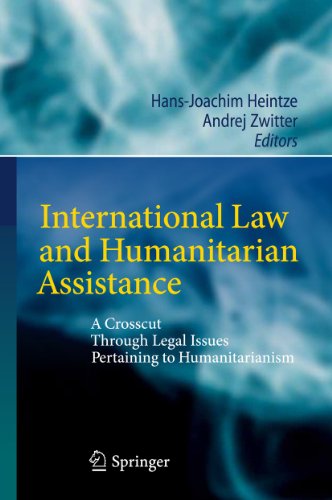 Hans-Joachim Heintze
Andrej Zwitter
Editors
International Law
and Humanitarian
Assistance
A Crosscut
Through Legal Issues
Pertaining to Humanitarianism
Springer